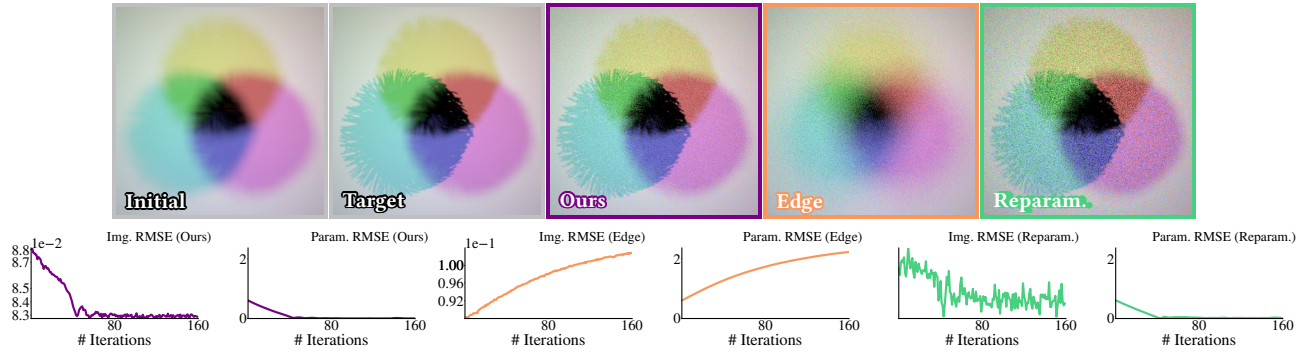 Initial
Target
Ours
Edge
Reparam.
Img. RMSE (Ours)
Param. RMSE (Ours)
Img. RMSE (Edge)
Param. RMSE (Edge)
Img. RMSE (Reparam.)
Param. RMSE (Reparam.)
1e−2
8.8
8.7
8.5
8.4
8.3
80
160
# Iterations
2
0
80
160
# Iterations
1e−1
1.00
0.96
0.92
80
160
# Iterations
2
0
80
160
# Iterations
80
160
# Iterations
2
0
80
160
# Iterations